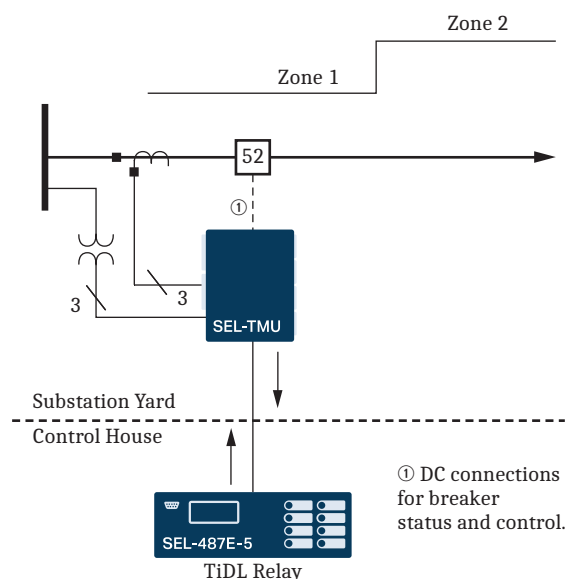 Zone 2
Zone 1
52
①
3
3
SEL-TMU
Substation Yard
Control House
① DC connections
for breaker
status and control.
SEL-487E-5
TiDL Relay